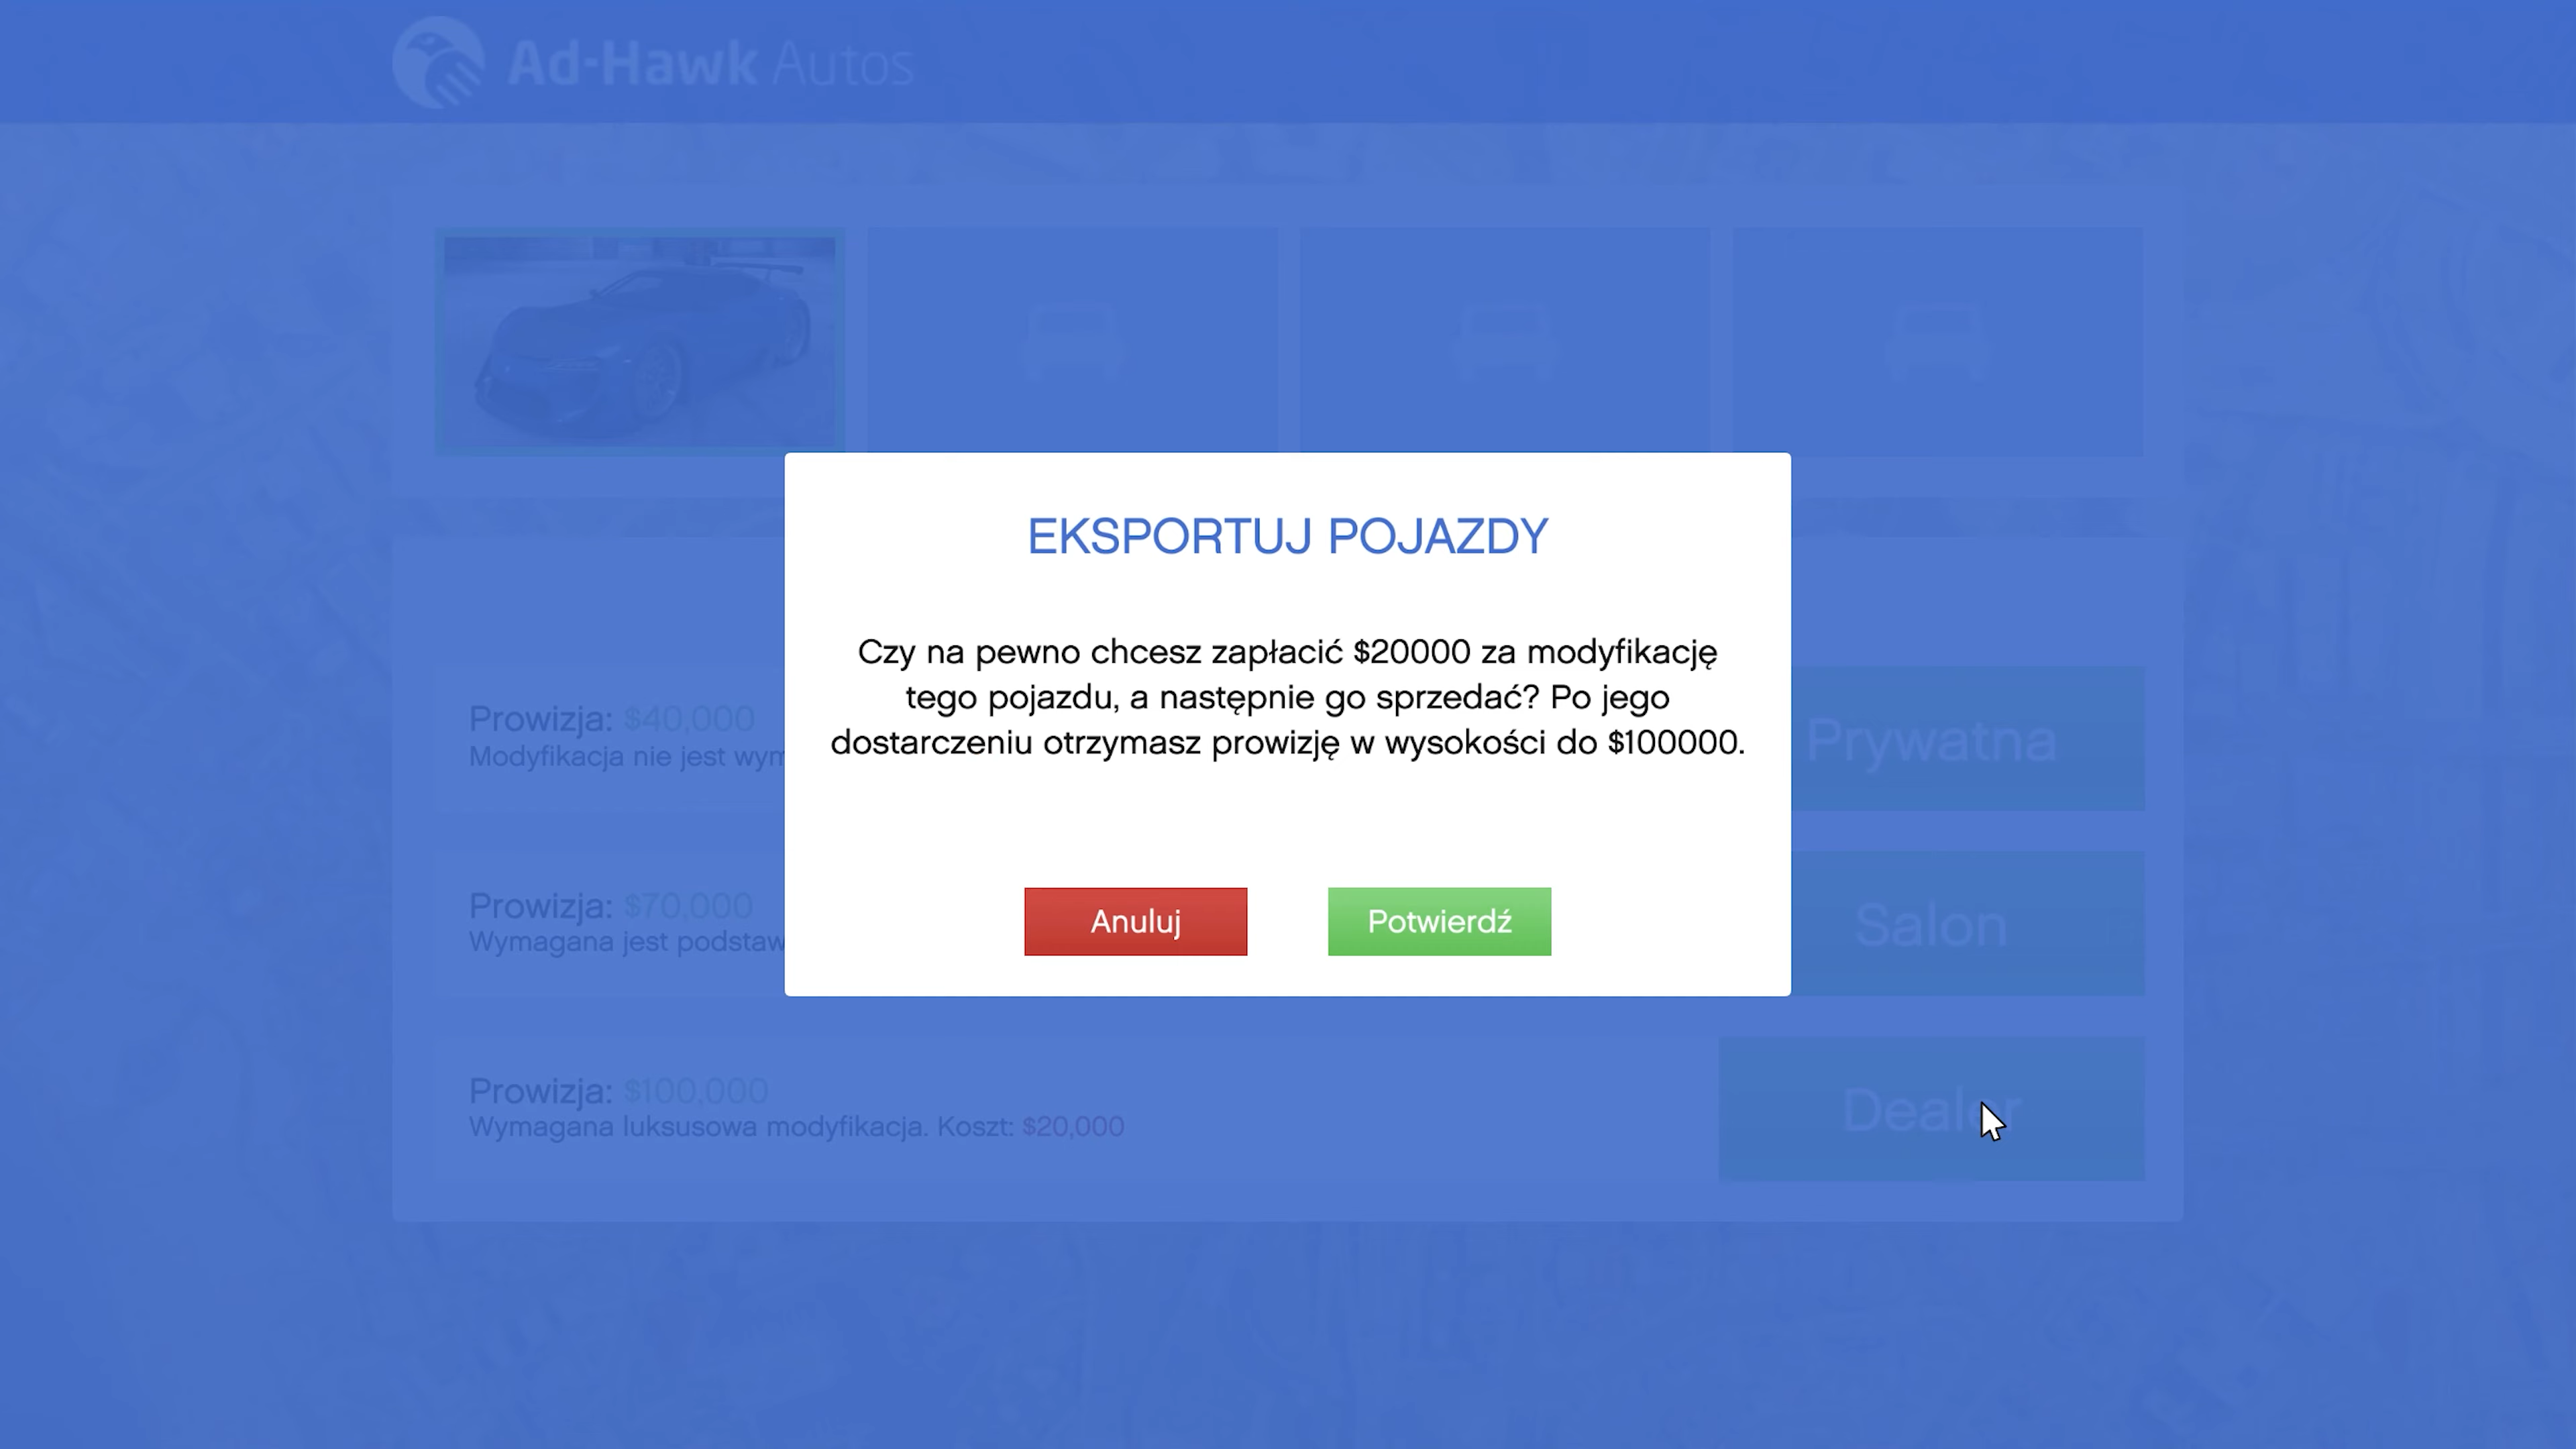 Ad-Hawk Autos
EKSPORTUJ POJAZDY
Czy na pewno chcesz zapłacić $20000 za modyfikację
tego pojazdu, a następnie go sprzedać? Po jego
dostarczeniu otrzymasz prowizję w wysokości do $100000.
Anuluj
Potwierdź
Prowizja: $40,000
Modyfikacja nie jest
Prywatna
Prowizja: $70,000
Wymagana jest
Salon
Prowizja: $100,000
Wymagana luksusowa modyfikacja. Koszt: $20,000
Dealer